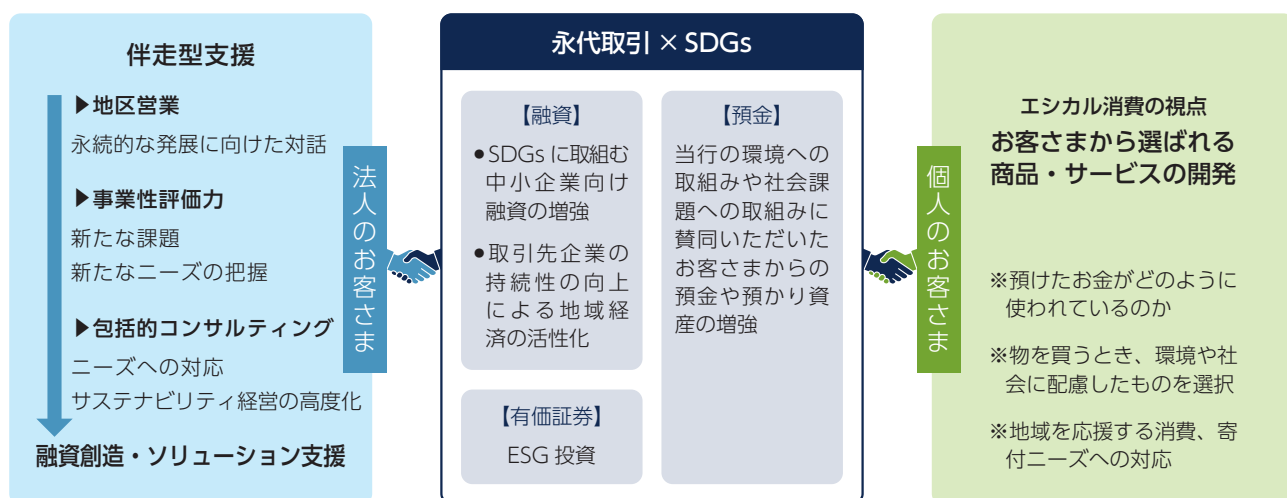 伴走型支援
▶地区営業
永続的な発展に向けた対話
▶事業性評価力
新たな課題
新たなニーズの把握
▶包括的コンサルティング
ニーズへの対応
サステナビリティ経営の高度化
融資創造・ソリューション支援
法人のお客さま
永代取引 × SDGs
【融資】
●SDGs に取組む
中小企業向け
融資の増強
●取引先企業の
持続性の向上
による地域経
済の活性化
【有価証券】
ESG 投資
【預金】
当行の環境への
取組みや社会課
題への取組みに
賛同いただいた
お客さまからの
預金や預かり資
産の増強
個人のお客さま
エシカル消費の視点
お客さまから選ばれる
商品・サービスの開発
※預けたお金がどのように
使われているのか
※物を買うとき、環境や社
会に配慮したものを選択
※地域を応援する消費、寄
付ニーズへの対応